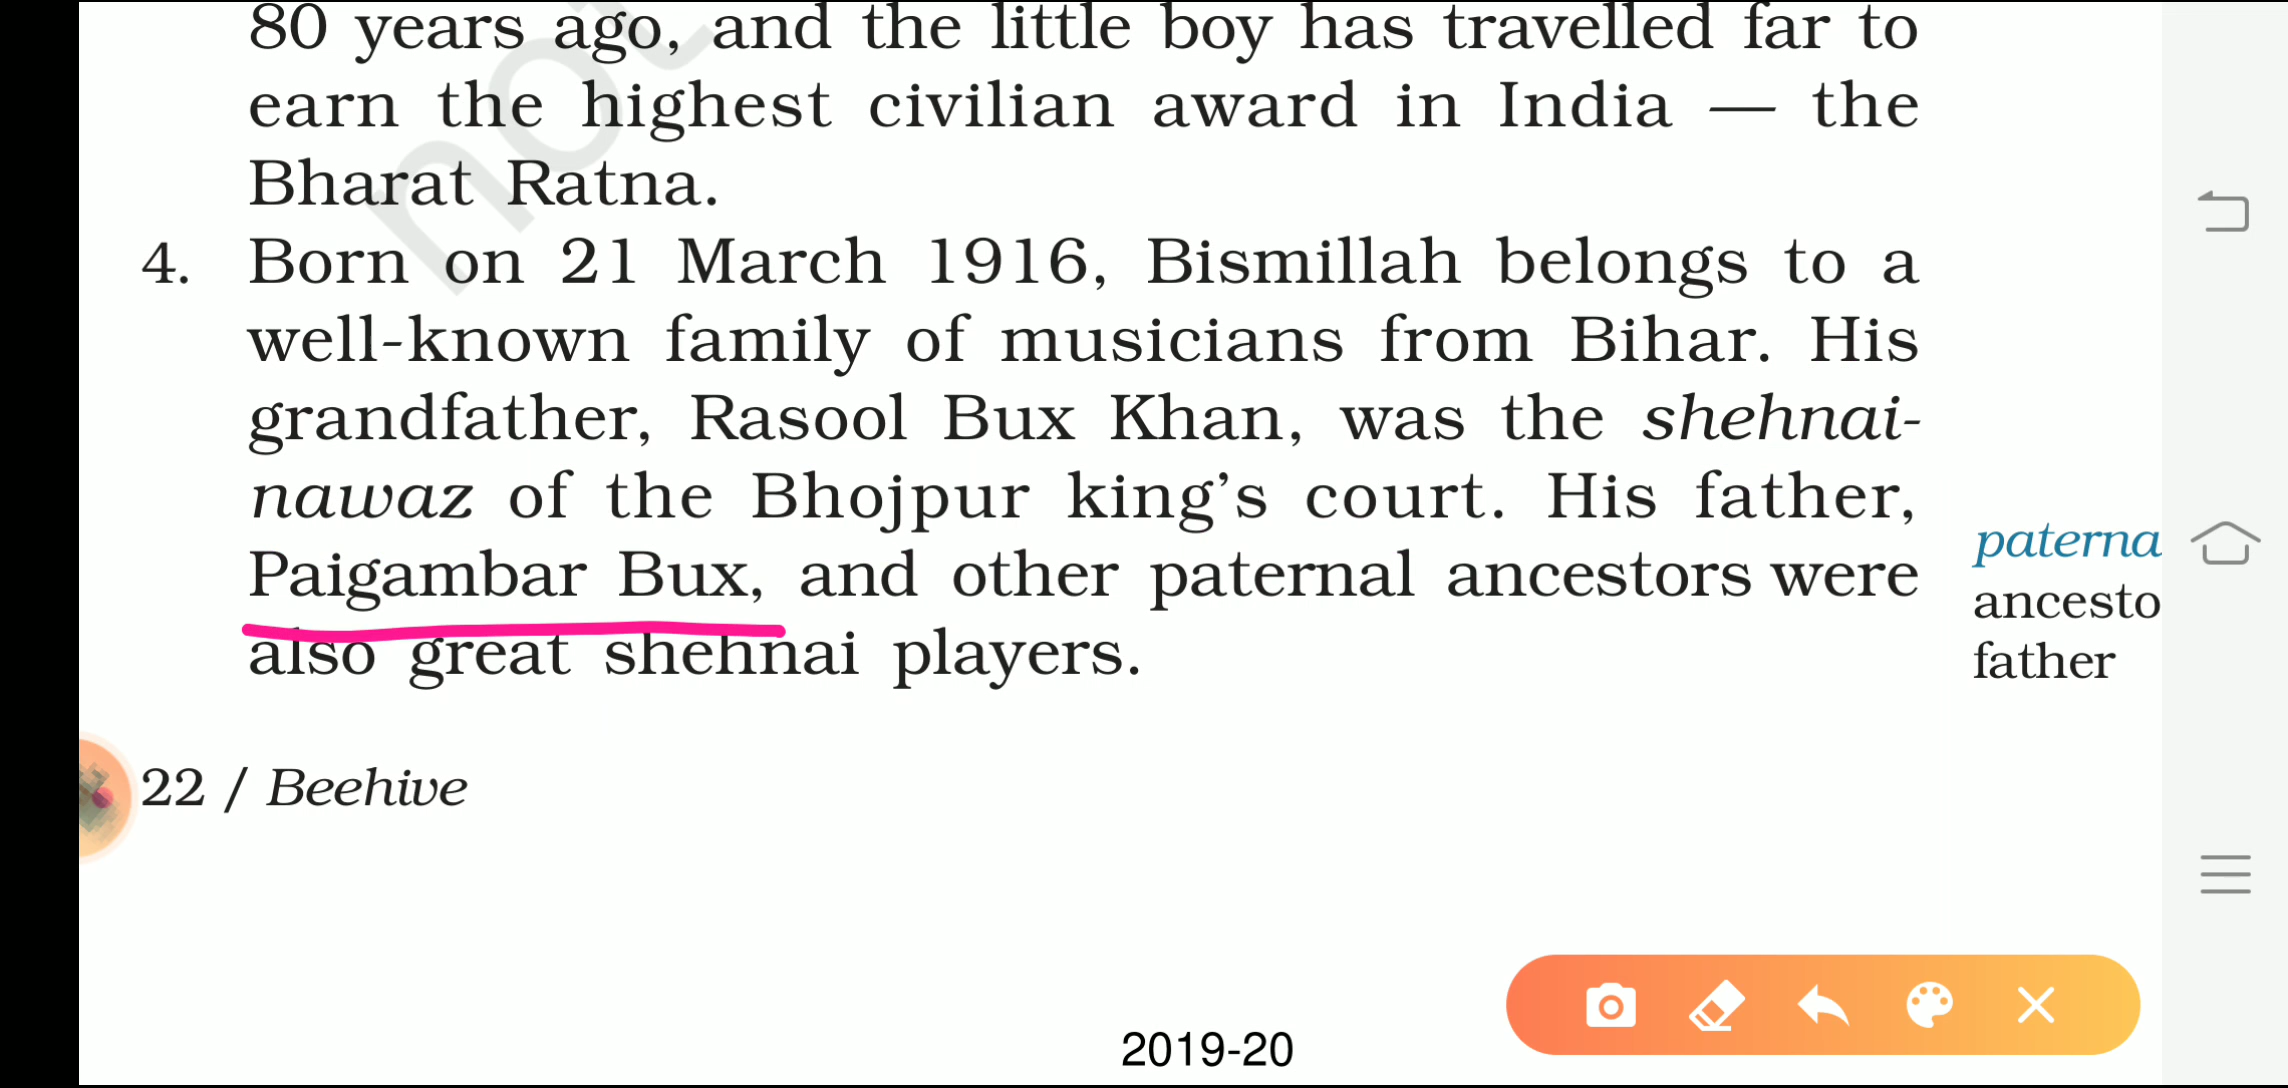 80 years ago, and the little boy has travelled far to
earn the highest civilian award in India — the
Bharat Ratna.
4. Born on 21 March 1916, Bismillah belongs to a
well-known family of musicians from Bihar. His
grandfather, Rasool Bux Khan, was the shehnai-
nawaz of the Bhojpur king’s court. His father,
Paigambar Bux, and other paternal ancestors were
also great shehnai players.
paterna
ancesto
father
22 / Beehive
2019-20
not